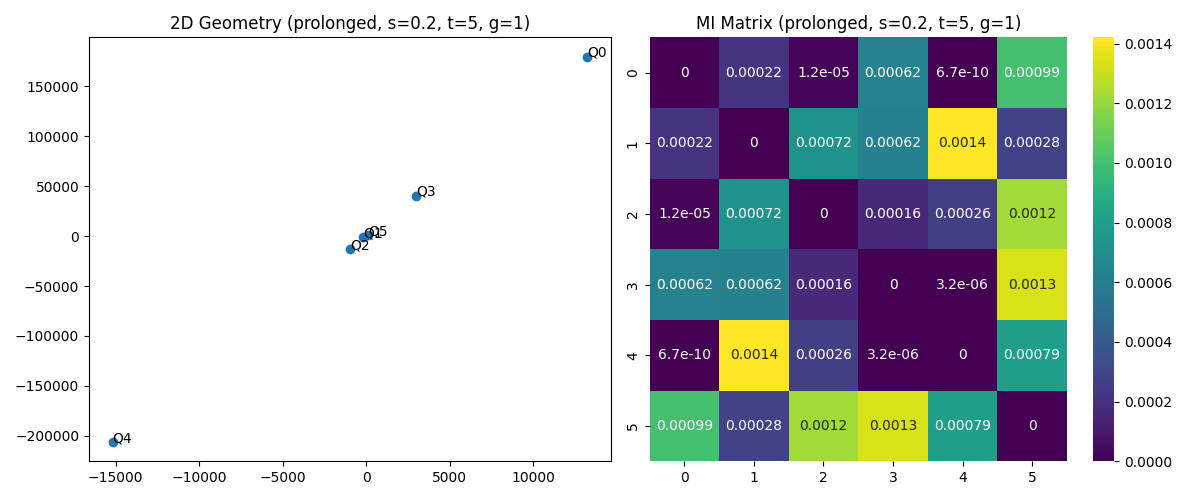 2D Geometry (prolonged, s=0.2, t=5, g=1)
150000
100000
50000
0
−50000
−100000
−150000
−200000
−15000 −10000 −5000 0 5000 10000
Q0
Q3
Q5
Q1
Q2
Q4
MI Matrix (prolonged, s=0.2, t=5, g=1)
0 0 0.00022 1.2e-05 0.00062 6.7e-10 0.00099
1 0.00022 0 0.00072 0.00062 0.0014 0.00028
2 1.2e-05 0.00072 0 0.00016 0.00026 0.0012
3 0.00062 0.00062 0.00016 0 3.2e-06 0.0013
4 6.7e-10 0.0014 0.00026 3.2e-06 0 0.00079
5 0.00099 0.00028 0.0012 0.0013 0.00079 0
0 1 2 3 4 5
0.0014
0.0012
0.0010
0.0008
0.0006
0.0004
0.0002
0.0000